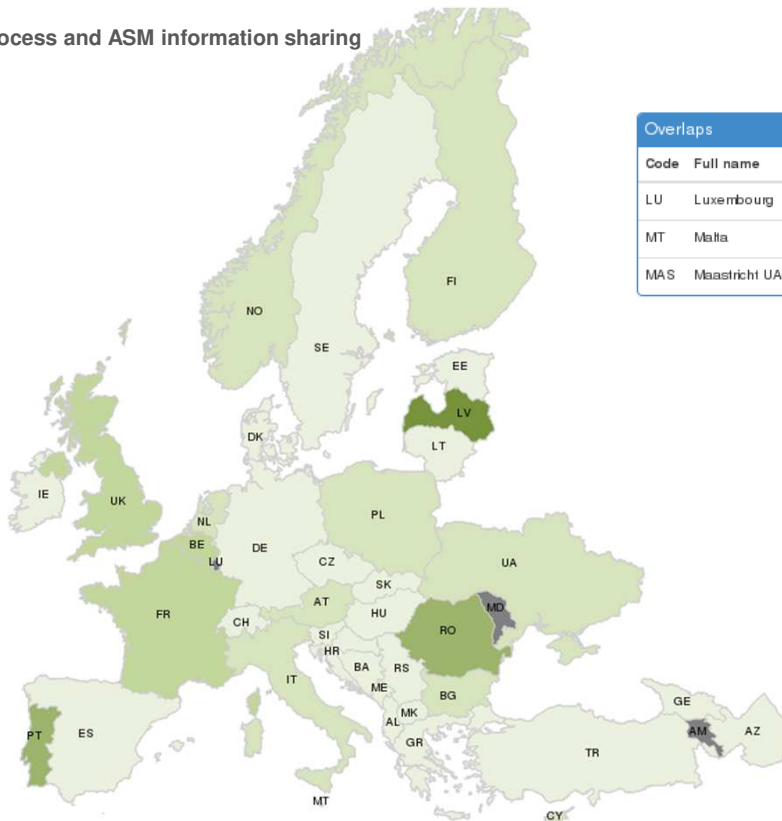 ocess and ASM information sharing
Overlaps
Code Full name
LU Luxembourg
MT Malta
MAS Maastricht UA
NO
FI
SE
EE
LV
DK
LT
IE
UK
NL
PL
BE
DE
LU
CZ
UA
SK
AT
MD
FR
HU
CH
RO
SI
HR
BA
RS
IT
ME
BG
GE
MK
AL
PT
ES
AM
AZ
GR
TR
MT
CY